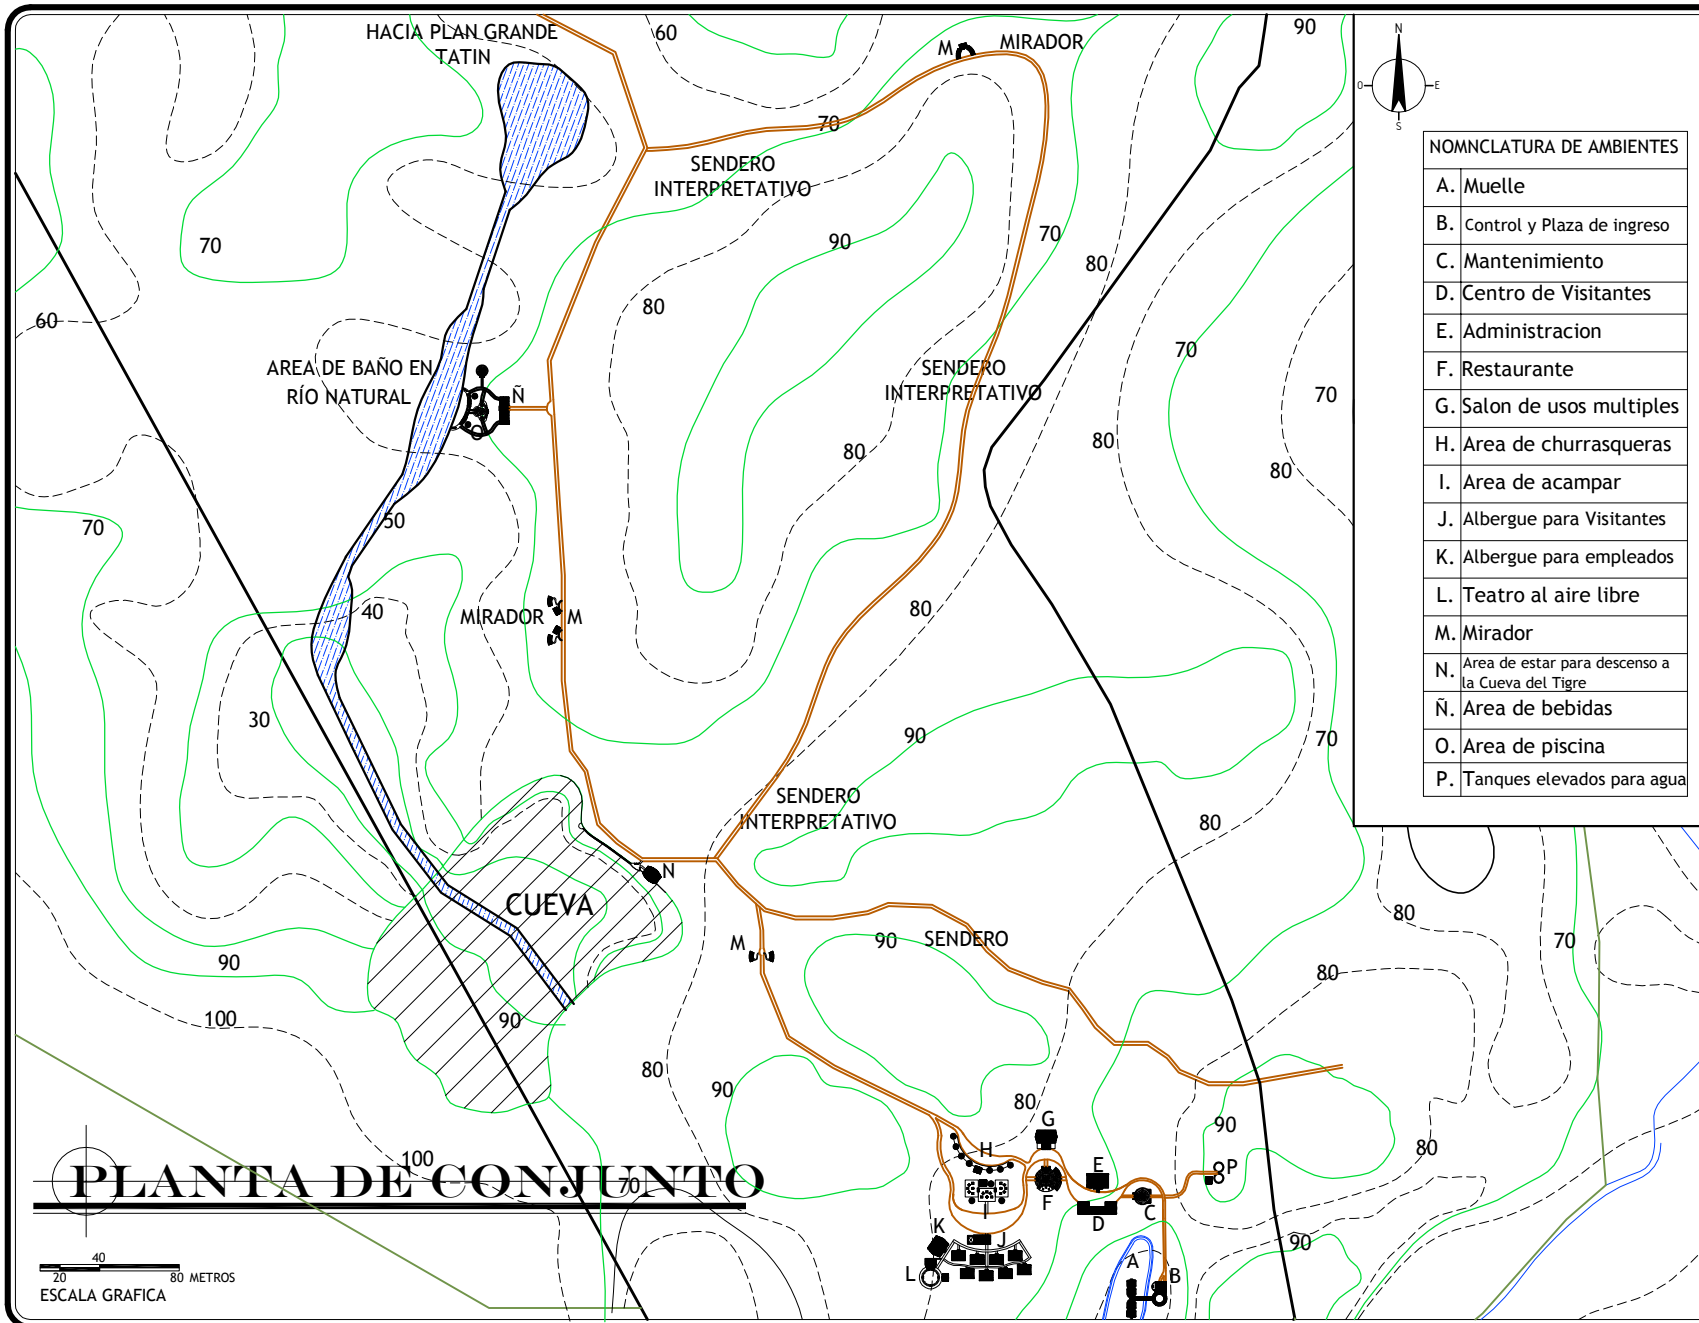 HACIA PLAN GRANDE
TATIN
60
M
MIRADOR
90
N
O
E
S
NOMNCLATURA DE AMBIENTES
A. Muelle
B. Control y Plaza de ingreso
C. Mantenimiento
D. Centro de Visitantes
E. Administracion
F. Restaurante
G. Salon de usos multiples
H. Area de churrasqueras
I. Area de acampar
J. Albergue para Visitantes
K. Albergue para empleados
L. Teatro al aire libre
M. Mirador
N. Area de estar para descenso a
la Cueva del Tigre
Ñ. Area de bebidas
O. Area de piscina
P. Tanques elevados para agua
70
SENDERO
INTERPRETATIVO
70
90
70
80
80
60
70
AREA DE BAÑO EN
RÍO NATURAL
Ñ
O
SENDERO
INTERPRETATIVO
70
80
80
80
70
50
40
MIRADOR
M
80
30
90
70
SENDERO
INTERPRETATIVO
80
N
CUEVA
80
90
SENDERO
M
70
90
80
100
90
80
90
80
90
80
G
H
E
P
F
I
D
C
100
70
PLANTA DE CONJUNTO
K
J
L
A
B
90
40
20
80 METROS
ESCALA GRAFICA